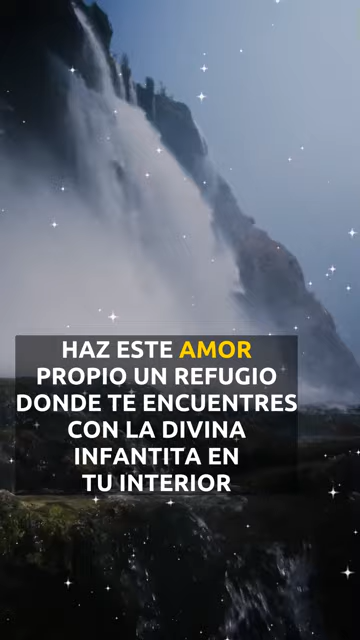 HAZ ESTE AMOR
PROPIO UN REFUGIO
DONDE TE ENCUENTRES
CON LA DIVINA
INFANTITA EN
TU INTERIOR